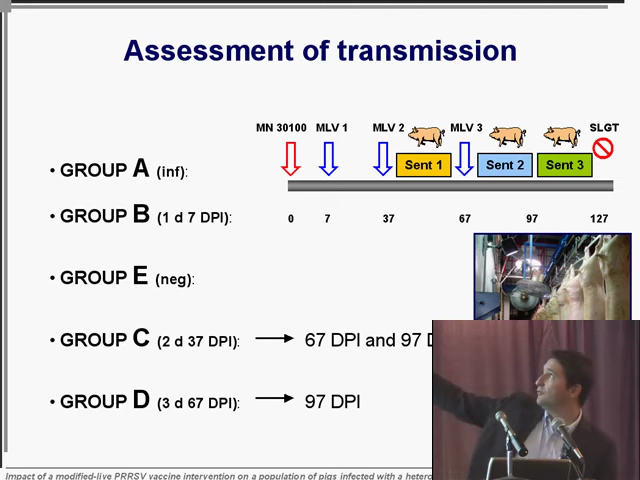 Assessment of transmission
MN 30100 MLV 1 MLV 2 MLV 3 SLGT
Sent 1 Sent 2 Sent 3
• GROUP A (inf):
• GROUP B (1 d 7 DPI):
0 7 37 67 97 127
• GROUP E (neg):
• GROUP C (2 d 37 DPI): 67 DPI and 97 D
• GROUP D (3 d 67 DPI): 97 DPI
Impact of a modified-live PRRSV vaccine intervention on a population of pigs infected with a hetero